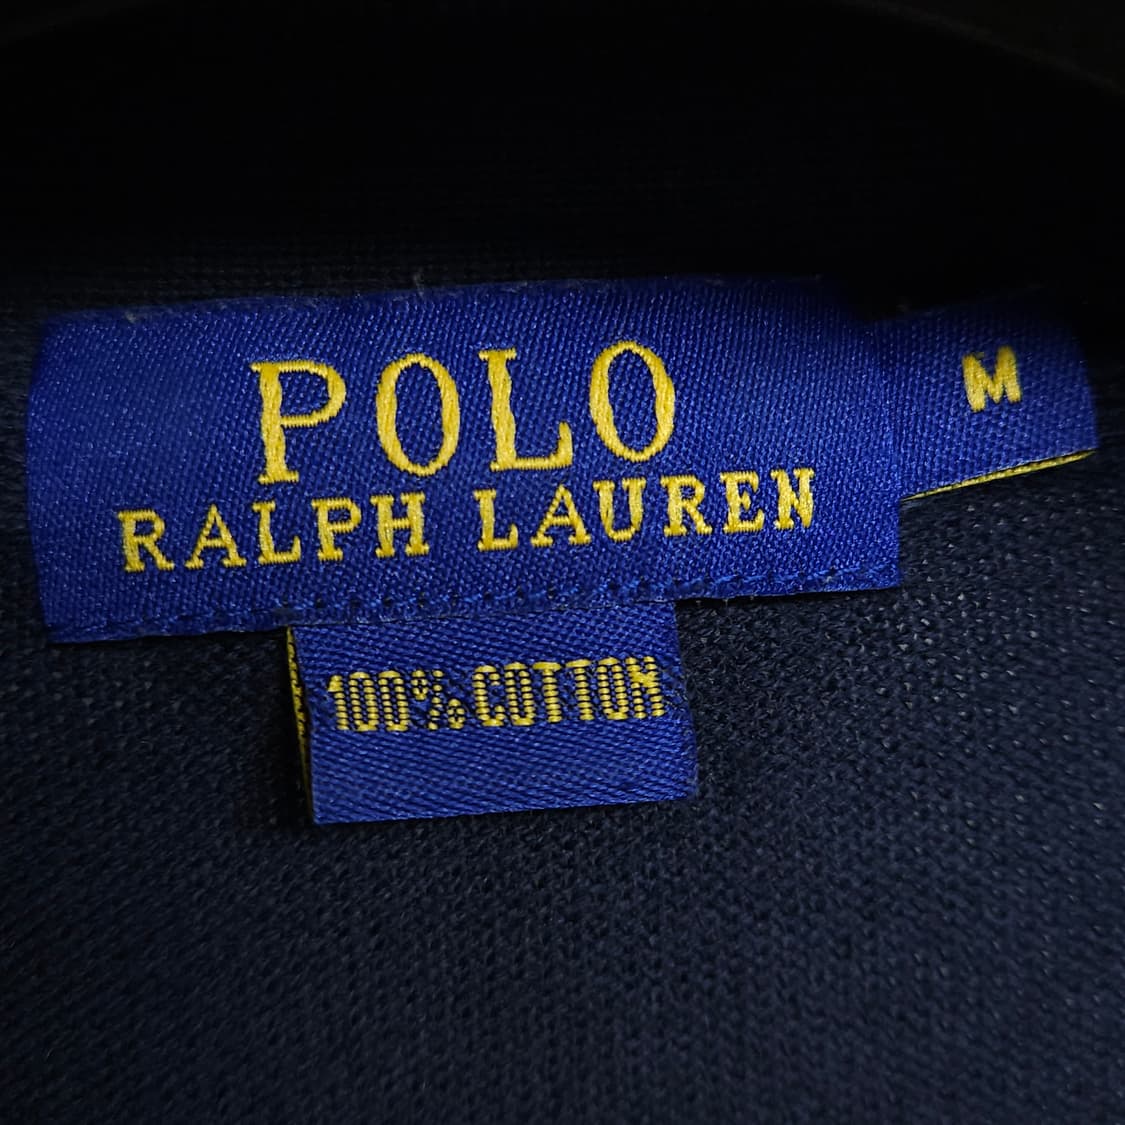 POLO
RALPH LAUREN
M
100% COTTON